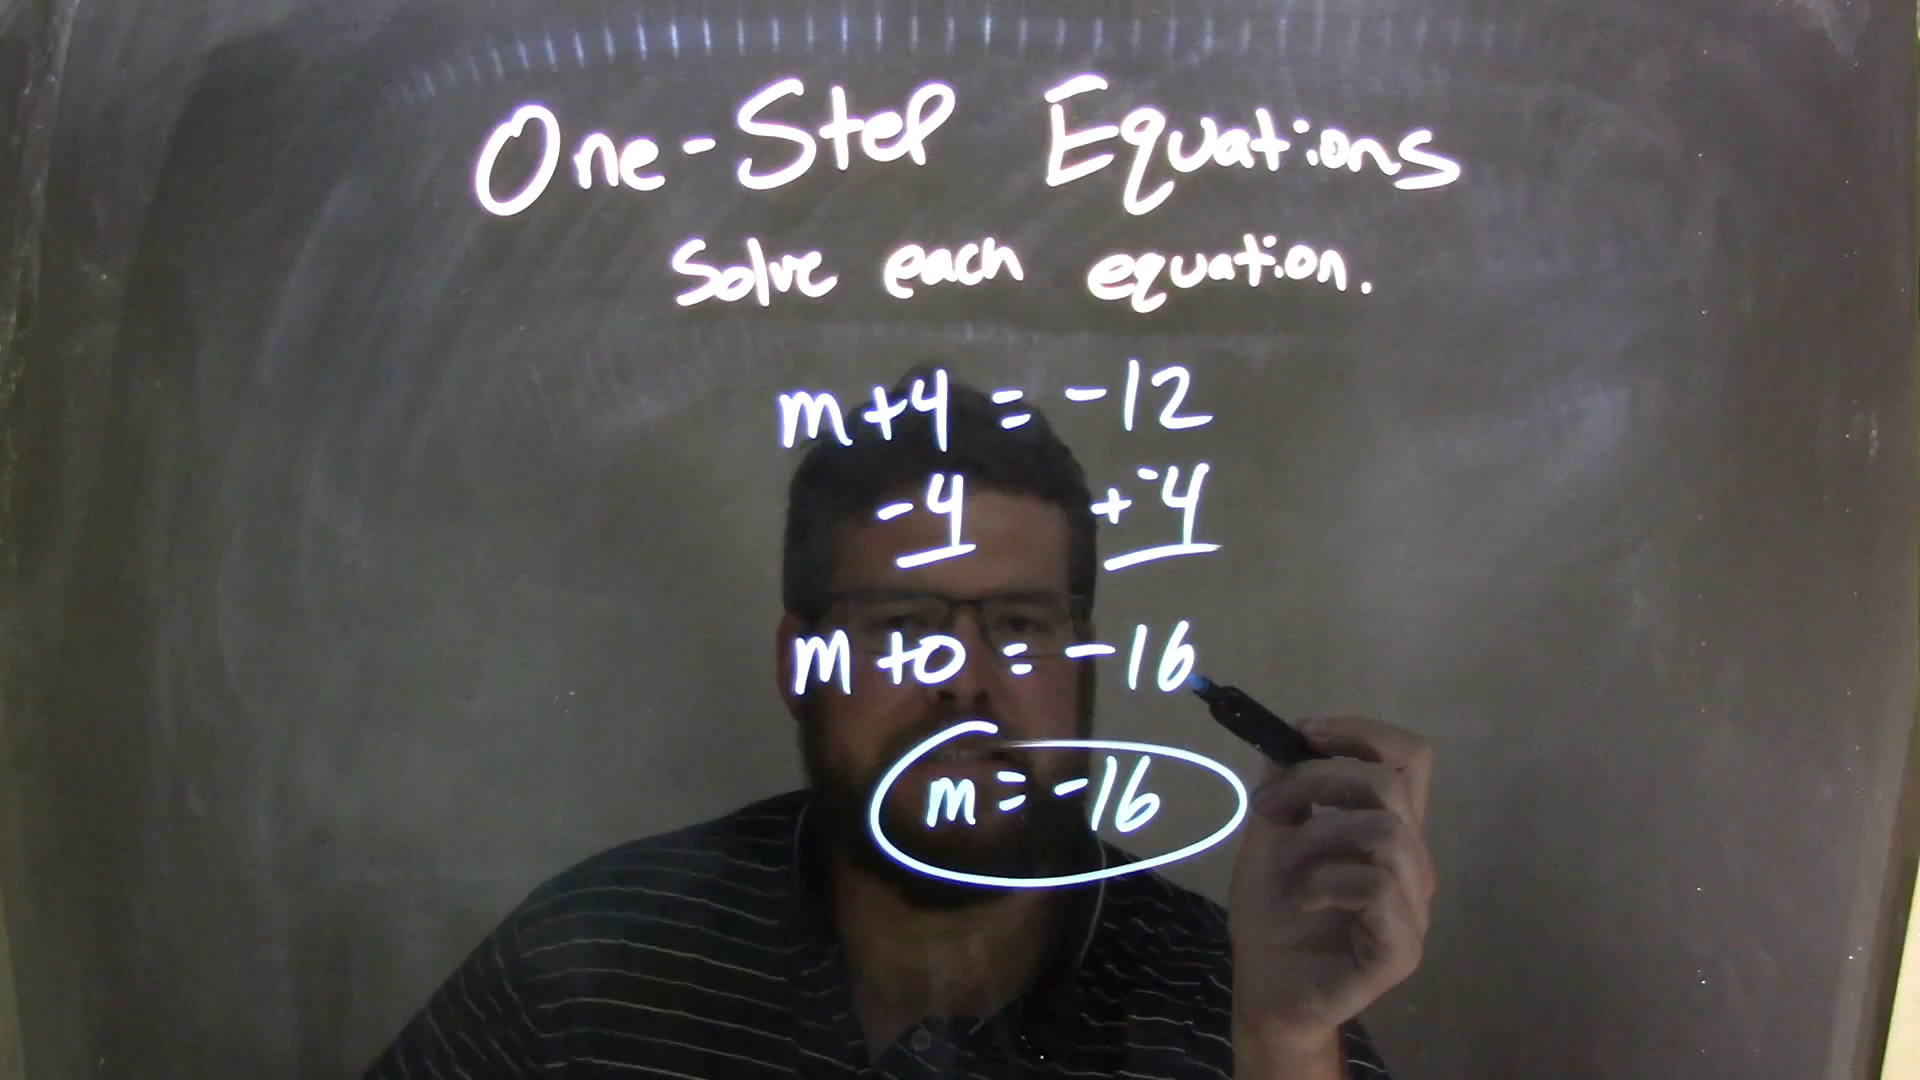 One-Step Equations
Solve each equation.
m+4 = -12
-4 + -4
m+0 = -16
m = -16